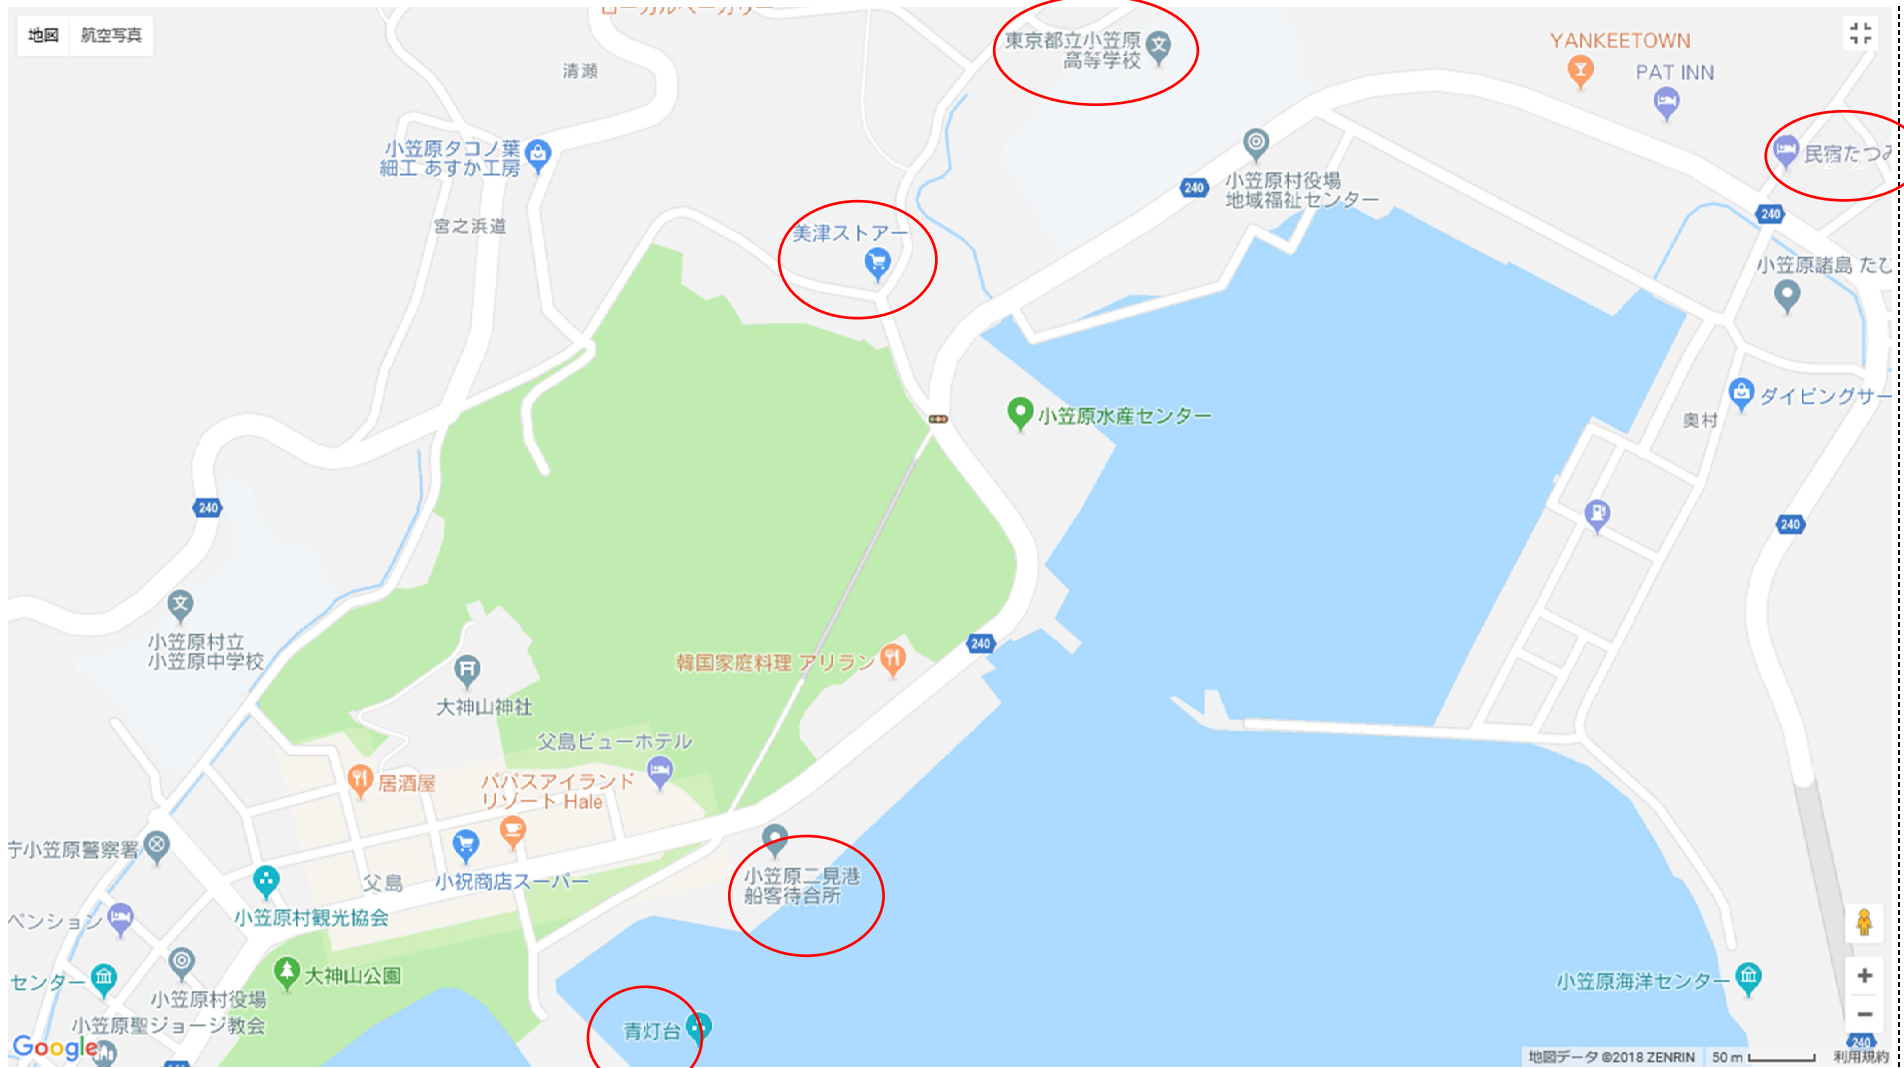 地図 航空写真
ローカルベーカリー
東京都立小笠原
高等学校
YANKEETOWN
PAT INN
清瀬
小笠原タコノ葉
細工 あすか工房
民宿たつみ
240
小笠原村役場
地域福祉センター
240
宮之浜道
美津ストアー
小笠原諸島 たび
小笠原水産センター
ダイビングサー
奥村
240
240
小笠原村立
小笠原中学校
240
韓国家庭料理 アリラン
大神山神社
父島ビューホテル
居酒屋
パパスアイランド
リゾート Hale
庁小笠原警察署
父島
小祝商店スーパー
小笠原二見港
船客待合所
小笠原村観光協会
ペンション
大神山公園
センター
小笠原村役場
小笠原海洋センター
小笠原聖ジョージ教会
青灯台
Google
240
地図データ ©2018 ZENRIN 50 m 利用規約